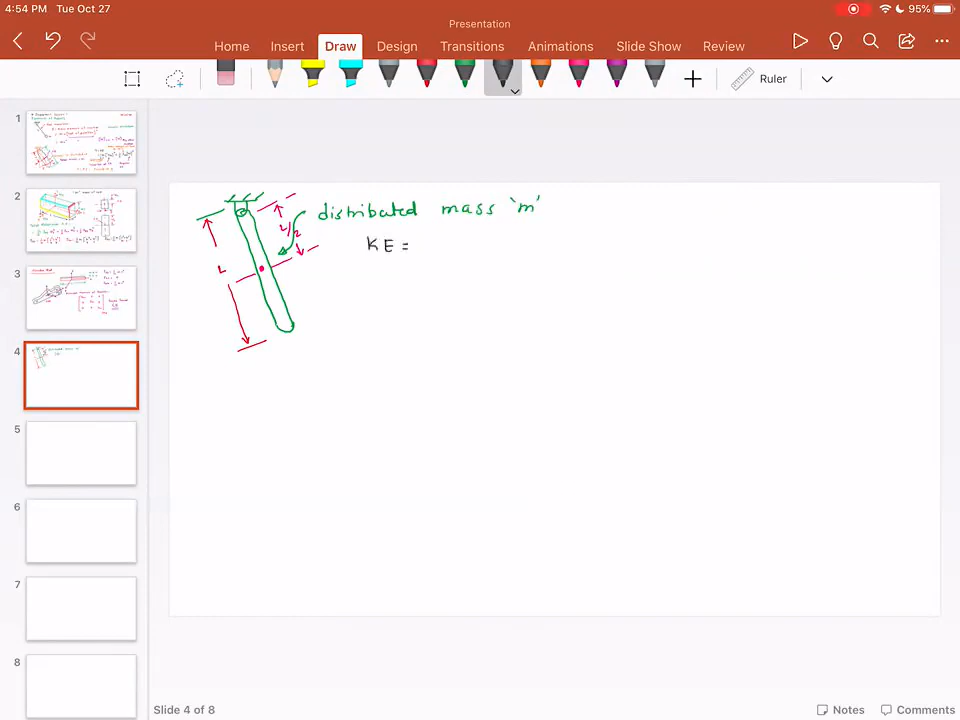 4:54 PM Tue Oct 27
95%
Presentation
Home Insert Draw Design Transitions Animations Slide Show Review
Ruler
1
2
3
4
5
6
7
8
distributed mass 'm'
L/2
KE =
L
Slide 4 of 8
Notes Comments